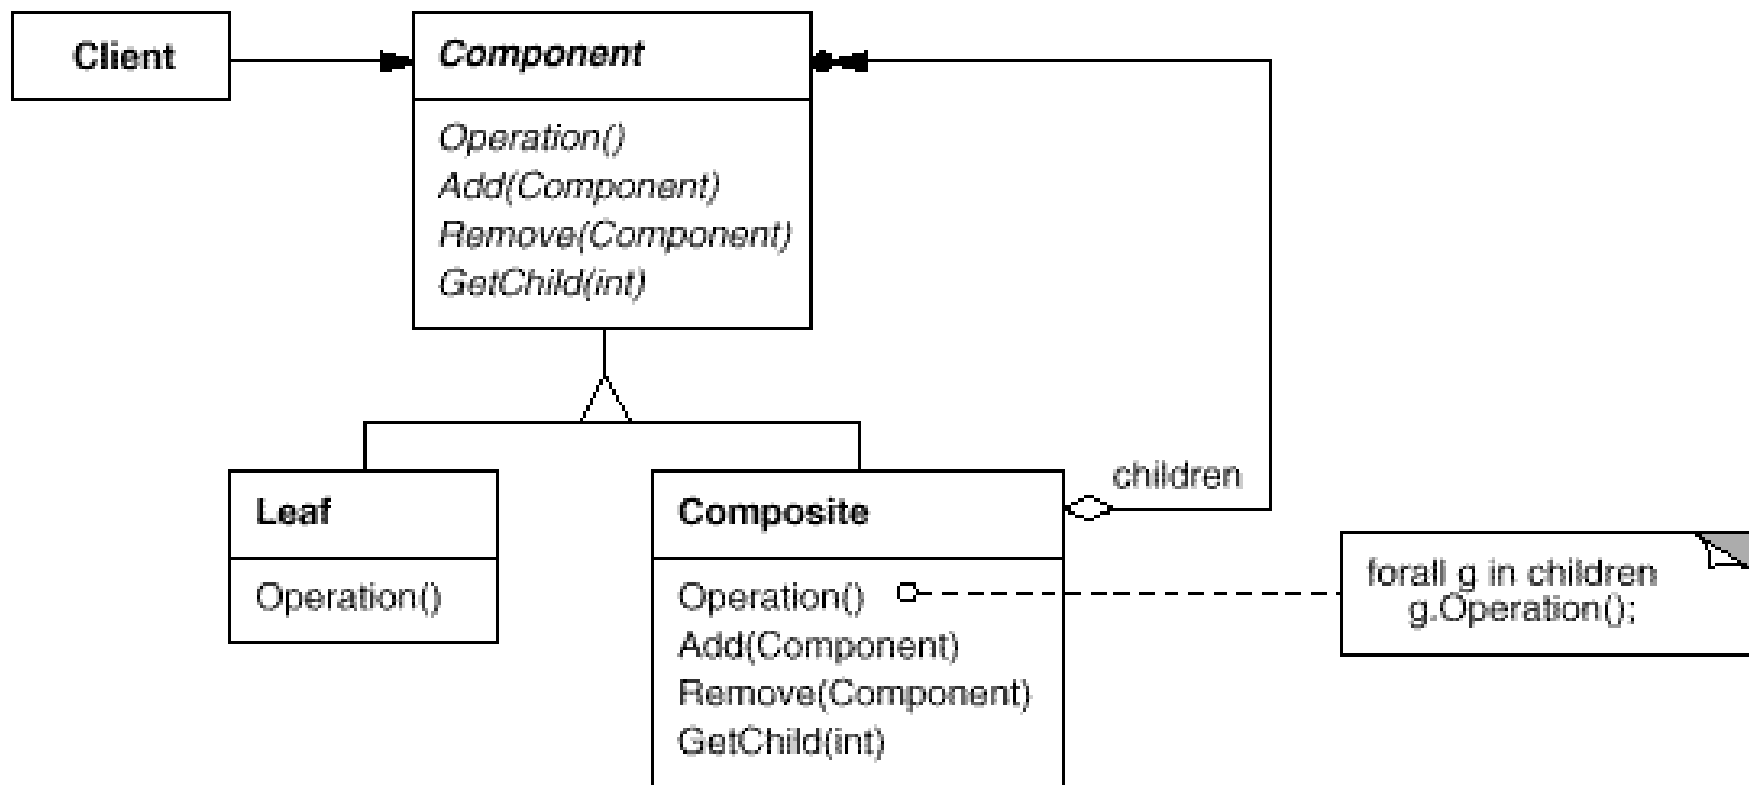 Client
Component
Operation()
Add(Component)
Remove(Component)
GetChild(int)
Leaf
Operation()
Composite
Operation()
Add(Component)
Remove(Component)
GetChild(int)
children
forall g in children
g.Operation();